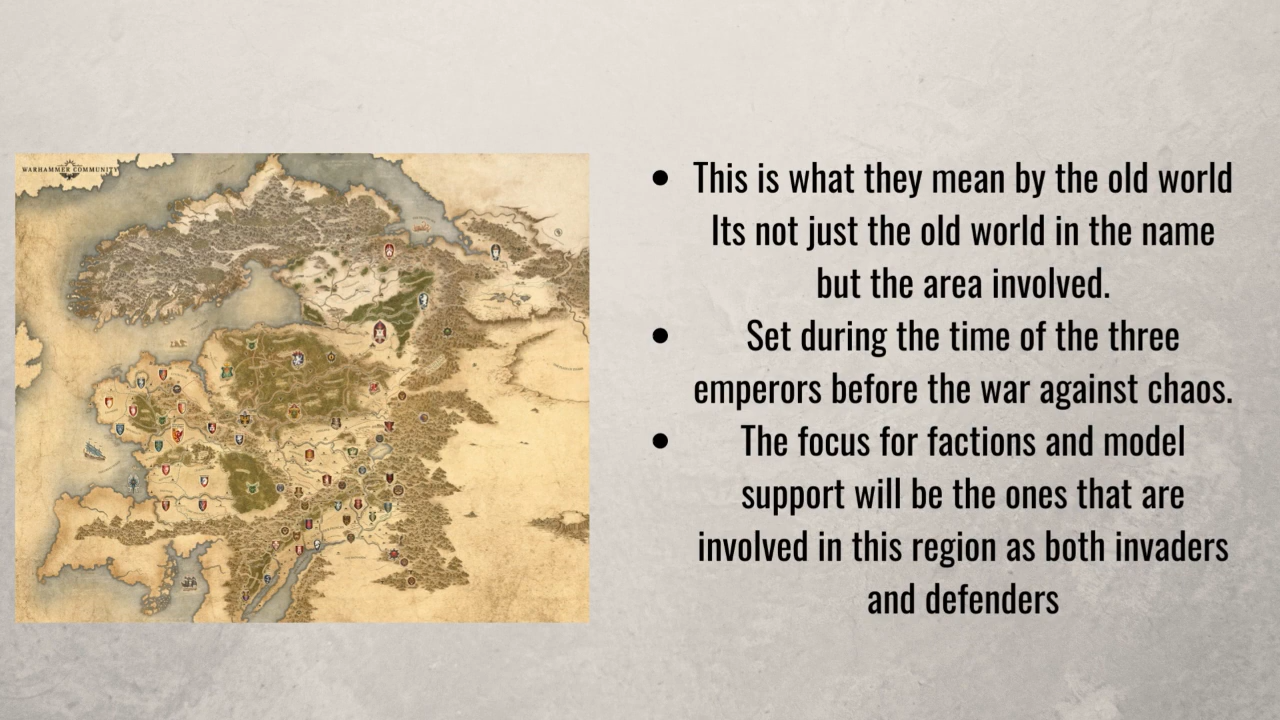 WARHAMMER COMMUNITY
• This is what they mean by the old world
Its not just the old world in the name
but the area involved.
• Set during the time of the three
emperors before the war against chaos.
• The focus for factions and model
support will be the ones that are
involved in this region as both invaders
and defenders